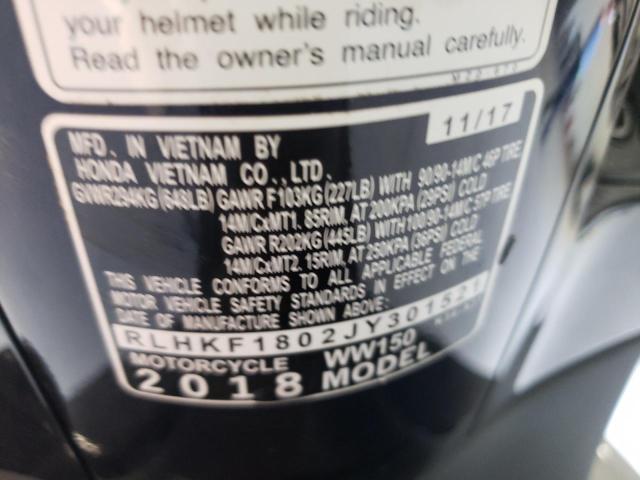 your helmet while riding.
Read the owner's manual carefully.
11/17
MFD. IN VIETNAM BY
HONDA VIETNAM CO., LTD.
GVWR294KG(648LB) GAWR F103KG(227LB) WITH 90/90-14M/C 46P TIRE
14M/CxMT1.85RIM, AT 200KPA (29PSI) COLD
GAWR R202KG(445LB) WITH 100/90-14M/C 57P TIRE
14M/CxMT2.15RIM, AT 250KPA (36PSI) COLD
THIS VEHICLE CONFORMS TO ALL APPLICABLE FEDERAL
MOTOR VEHICLE SAFETY STANDARDS IN EFFECT ON THE
DATE OF MANUFACTURE SHOWN ABOVE:
RLHKF1802JY301521
MOTORCYCLE WW150
2018 MODEL